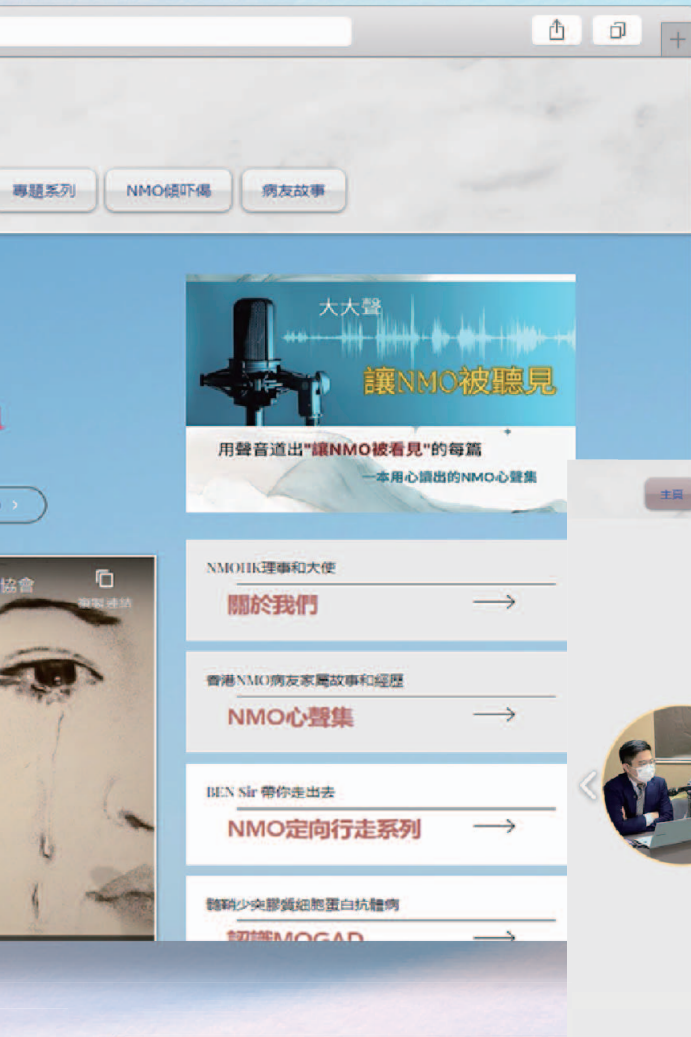 專題系列
NMO傾吓偈
病友故事
大大聲
讓NMO被聽見
用聲音道出"讓NMO被看見"的每篇
一本用心讀出的NMO心聲集
主頁
協會
複製連結
NMOHK理事和大使
關於我們
香港NMO病友家屬故事和經歷
NMO心聲集
BEN Sir 帶你走出去
NMO定向行走系列
髓鞘少突膠質細胞蛋白抗體病
認識MOGAD